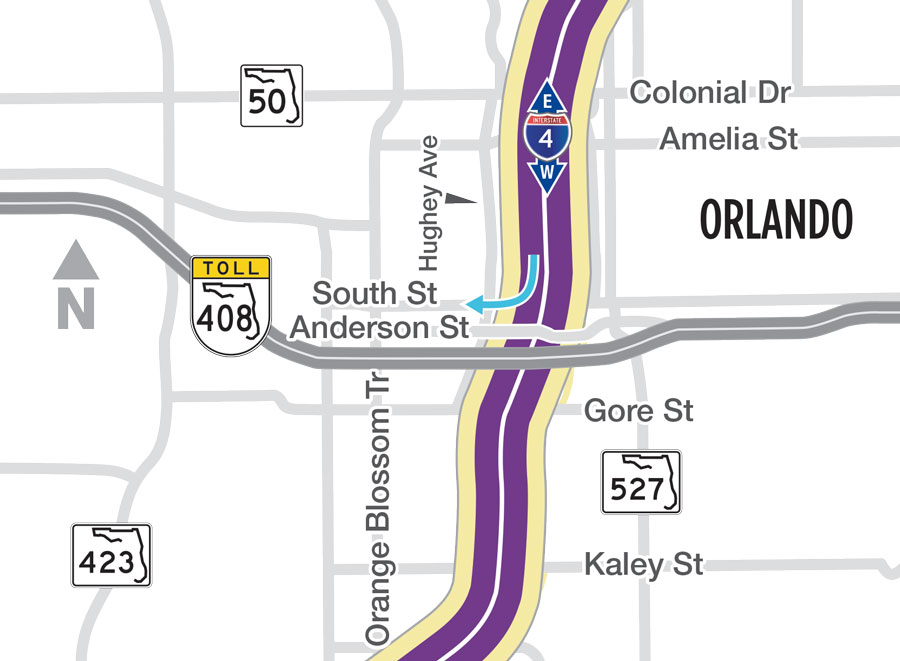 E
INTERSTATE
4
W
Colonial Dr
50
Amelia St
Hughey Ave
ORLANDO
TOLL
408
N
South St
Anderson St
Orange Blossom Tr
Gore St
527
423
Kaley St